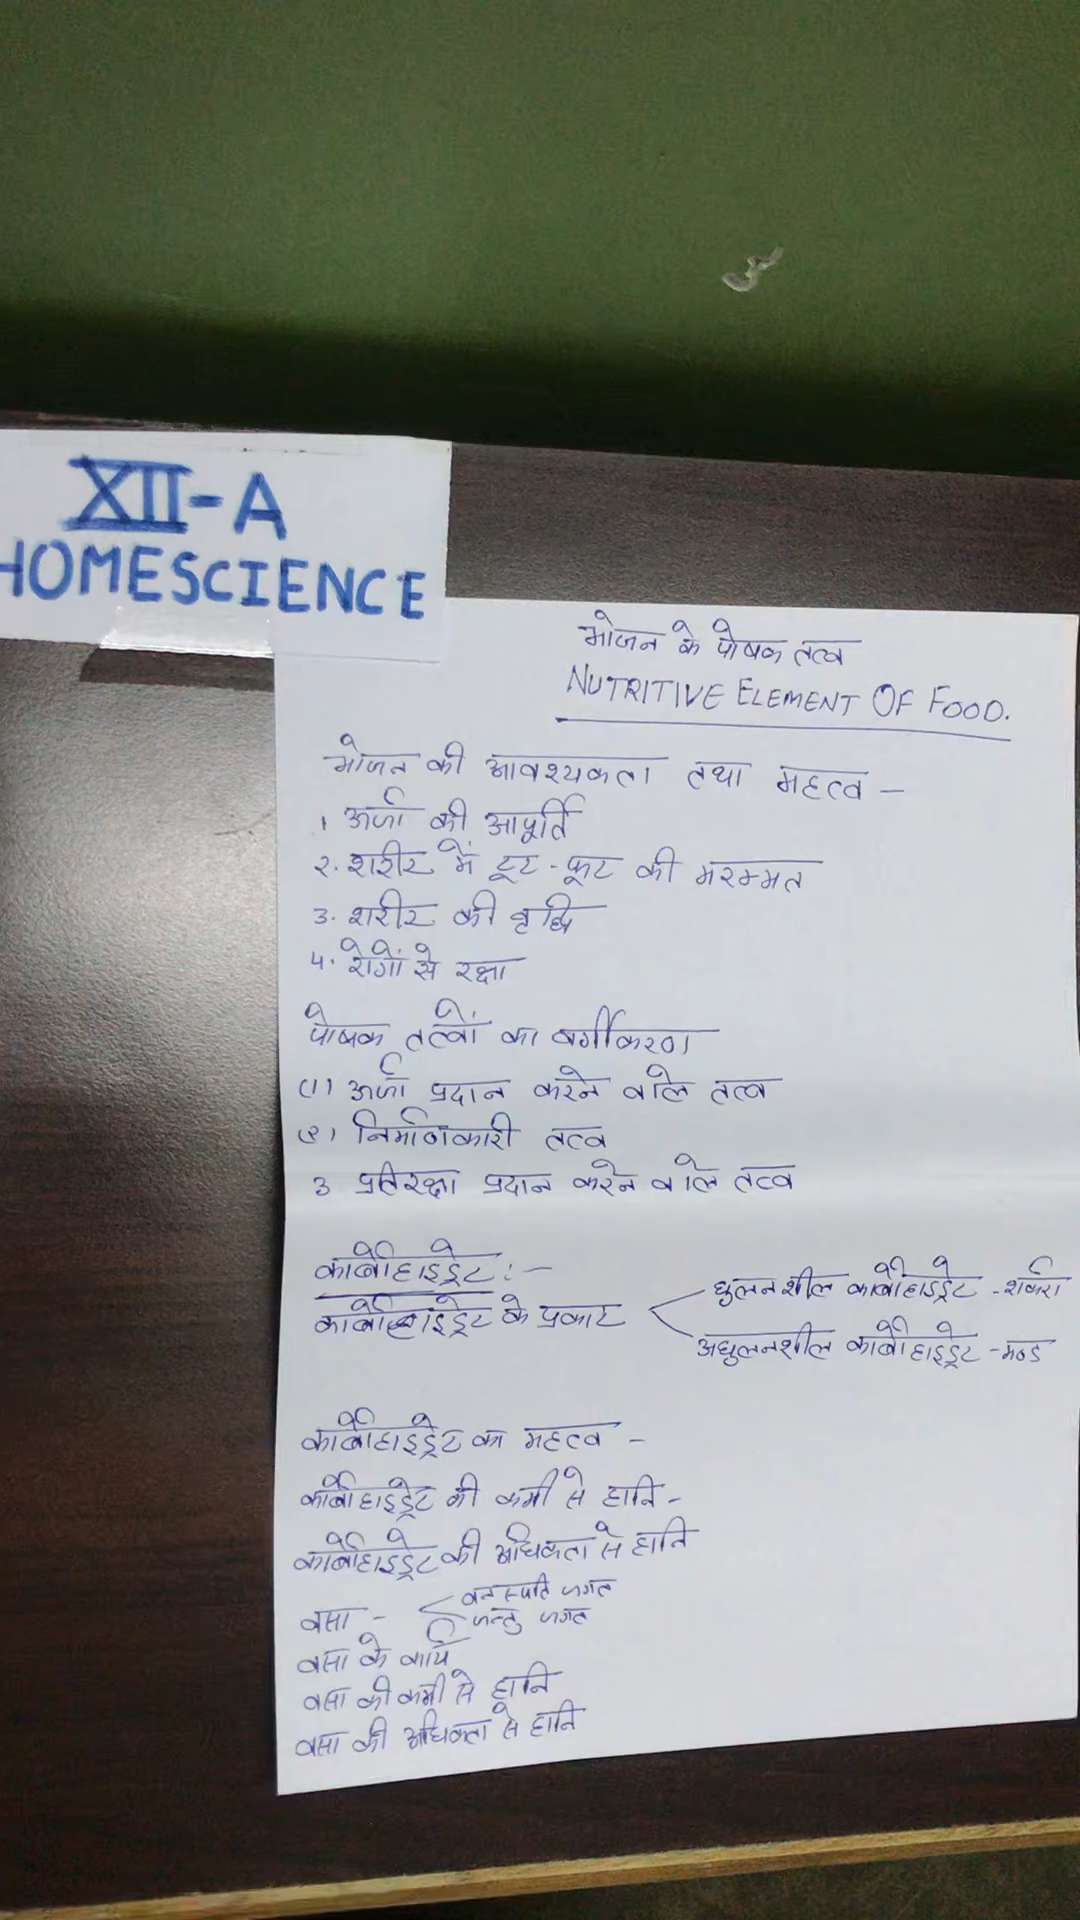 XII-A
HOMESCIENCE
भोजन के पोषक तत्व
NUTRITIVE ELEMENT OF FOOD.
भोजन की आवश्यकता तथा महत्व -
1 ऊर्जा की आपूर्ति
2. शरीर में टूट-फूट की मरम्मत
3. शरीर की वृद्धि
4. रोगों से रक्षा
पोषक तत्वों का वर्गीकरण
(1) ऊर्जा प्रदान करने वाले तत्व
(2) निर्माणकारी तत्व
3 प्रतिरक्षा प्रदान करने वाले तत्व
कार्बोहाइड्रेट :-
घुलनशील कार्बोहाइड्रेट - शर्करा
कार्बोहाइड्रेट के प्रकार
अघुलनशील कार्बोहाइड्रेट - मण्ड
कार्बोहाइड्रेट का महत्व -
कार्बोहाइड्रेट की कमी से हानि -
कार्बोहाइड्रेट की अधिकता से हानि
वनस्पति जगत
वसा - जन्तु जगत
वसा के कार्य
वसा की कमी से हानि
वसा की अधिकता से हानि